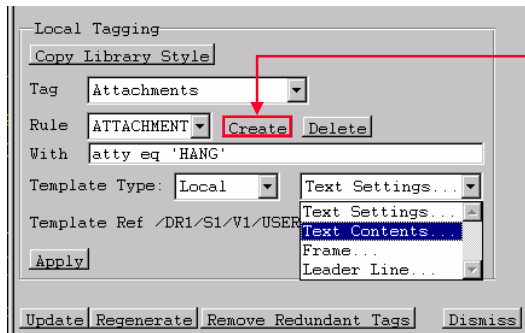 Local Tagging
Copy Library Style
Tag Attachments
Rule ATTACHMENT Create Delete
With atty eq 'HANG'
Template Type: Local Text Settings...
Text Settings...
Template Ref /DR1/S1/V1/USER
Text Contents...
Frame...
Apply
Leader Line...
Update Regenerate Remove Redundant Tags Dismiss